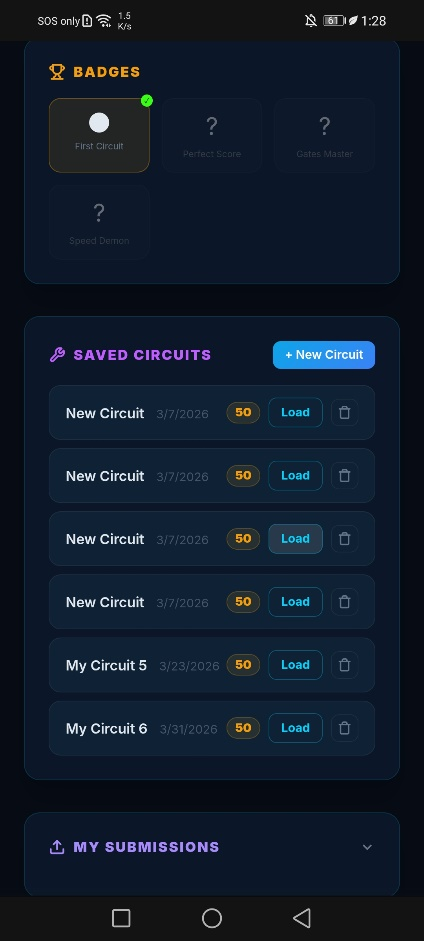 SOS only 1.5 K/s 61 1:28
BADGES
? ?
First Circuit Perfect Score Gates Master
?
Speed Demon
SAVED CIRCUITS + New Circuit
New Circuit 3/7/2026 50 Load
New Circuit 3/7/2026 50 Load
New Circuit 3/7/2026 50 Load
New Circuit 3/7/2026 50 Load
My Circuit 5 3/23/2026 50 Load
My Circuit 6 3/31/2026 50 Load
MY SUBMISSIONS